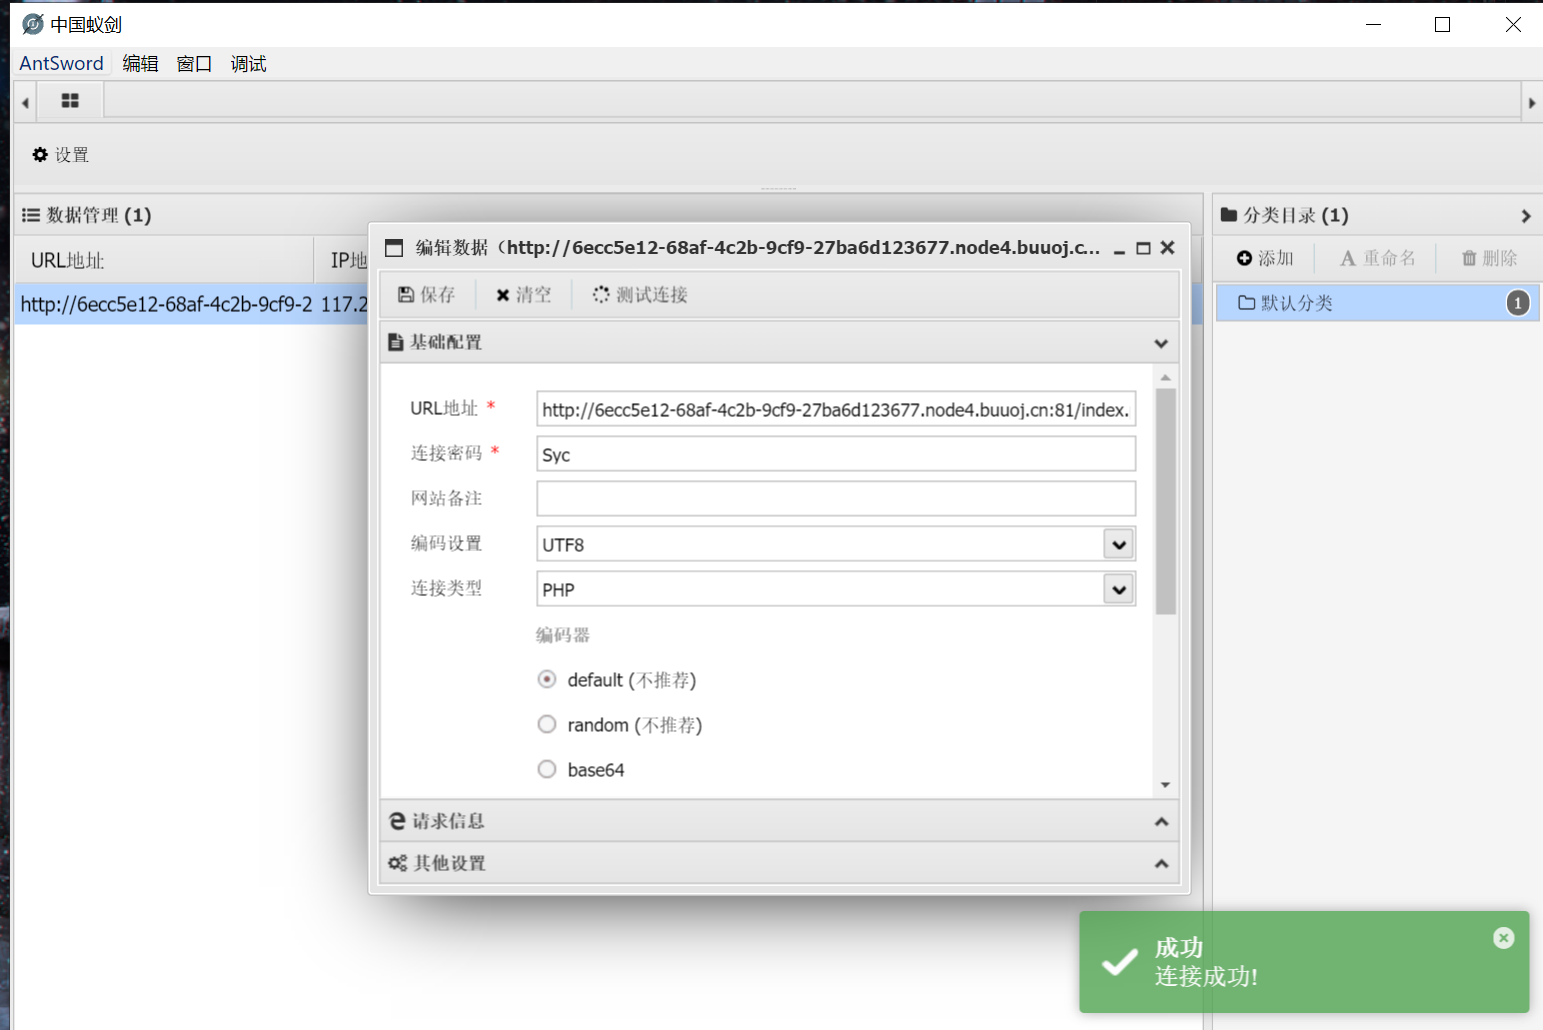 中国蚁剑
AntSword 编辑 窗口 调试
设置
数据管理 (1)
URL地址 IP地
http://6ecc5e12-68af-4c2b-9cf9-2 117.2
分类目录 (1)
添加 重命名 删除
默认分类 1
编辑数据（http://6ecc5e12-68af-4c2b-9cf9-27ba6d123677.node4.buuoj.c...
保存 清空 测试连接
基础配置
URL地址 * http://6ecc5e12-68af-4c2b-9cf9-27ba6d123677.node4.buuoj.cn:81/index.
连接密码 * Syc
网站备注
编码设置 UTF8
连接类型 PHP
编码器
default (不推荐)
random (不推荐)
base64
请求信息
其他设置
成功
连接成功!